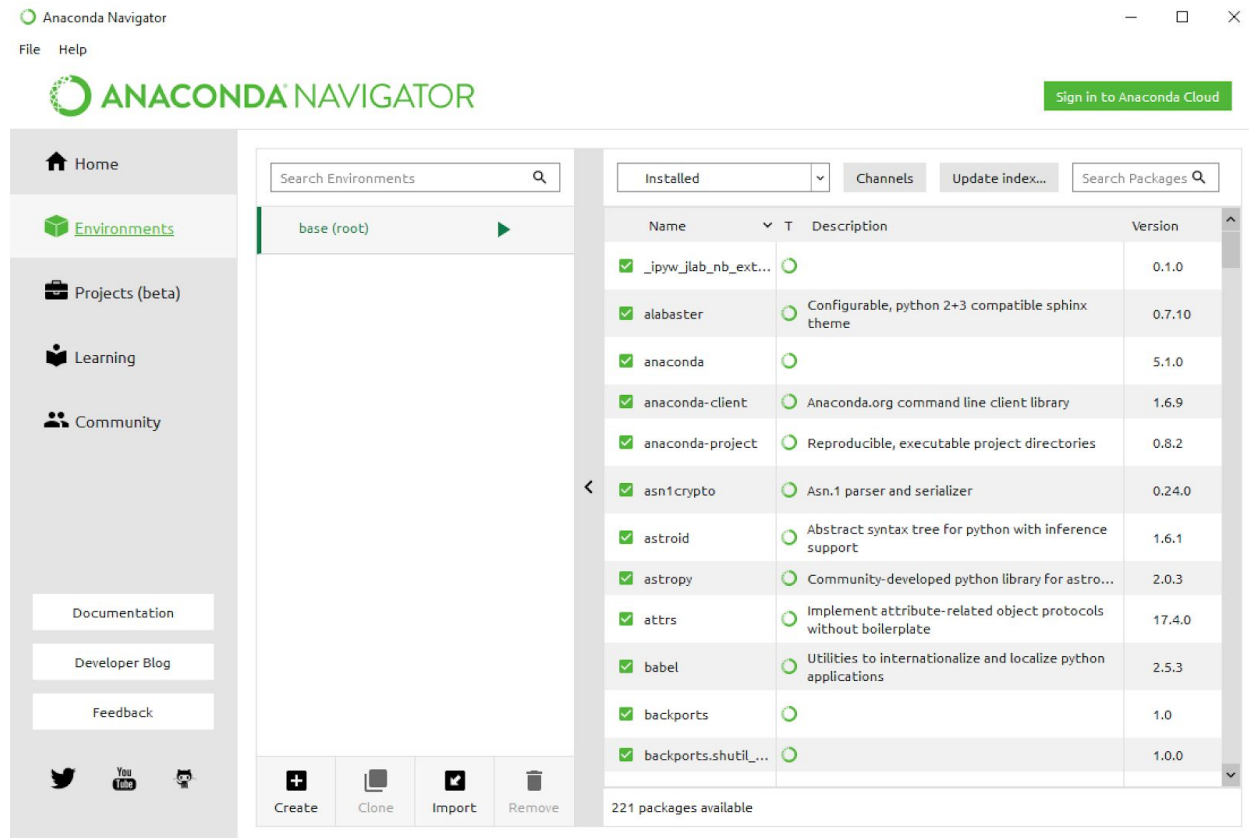 Anaconda Navigator
File Help
ANACONDA NAVIGATOR
Sign in to Anaconda Cloud
Home
Environments
Projects (beta)
Learning
Community
Documentation
Developer Blog
Feedback
You
Tube
Search Environments
base (root)
Create Clone Import Remove
Installed Channels Update index... Search Packages
Name T Description Version
_ipyw_jlab_nb_ext... 0.1.0
alabaster Configurable, python 2+3 compatible sphinx
theme 0.7.10
anaconda 5.1.0
anaconda-client Anaconda.org command line client library 1.6.9
anaconda-project Reproducible, executable project directories 0.8.2
asn1crypto Asn.1 parser and serializer 0.24.0
astroid Abstract syntax tree for python with inference
support 1.6.1
astropy Community-developed python library for astro... 2.0.3
attrs Implement attribute-related object protocols
without boilerplate 17.4.0
babel Utilities to internationalize and localize python
applications 2.5.3
backports 1.0
backports.shutil_... 1.0.0
221 packages available